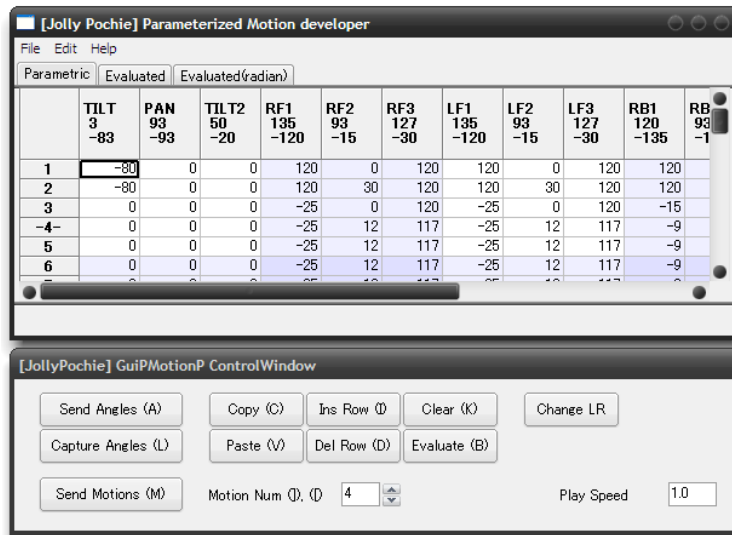 [Jolly Pochie] Parameterized Motion developer
File Edit Help
Parametric Evaluated Evaluated(radian)
TILT PAN TILT2 RF1 RF2 RF3 LF1 LF2 LF3 RB1 RB
3 93 50 135 93 127 135 93 127 120 93
-83 -93 -20 -120 -15 -30 -120 -15 -30 -135 -1
1 -80 0 0 120 0 120 120 0 120 120
2 -80 0 0 120 30 120 120 30 120 120
3 0 0 0 -25 0 120 -25 0 120 -15
-4- 0 0 0 -25 12 117 -25 12 117 -9
5 0 0 0 -25 12 117 -25 12 117 -9
6 0 0 0 -25 12 117 -25 12 117 -9
[JollyPochie] GuiPMotionP ControlWindow
Send Angles (A) Copy (C) Ins Row (I) Clear (K) Change LR
Capture Angles (L) Paste (V) Del Row (D) Evaluate (B)
Send Motions (M) Motion Num (J), (I) 4 Play Speed 1.0